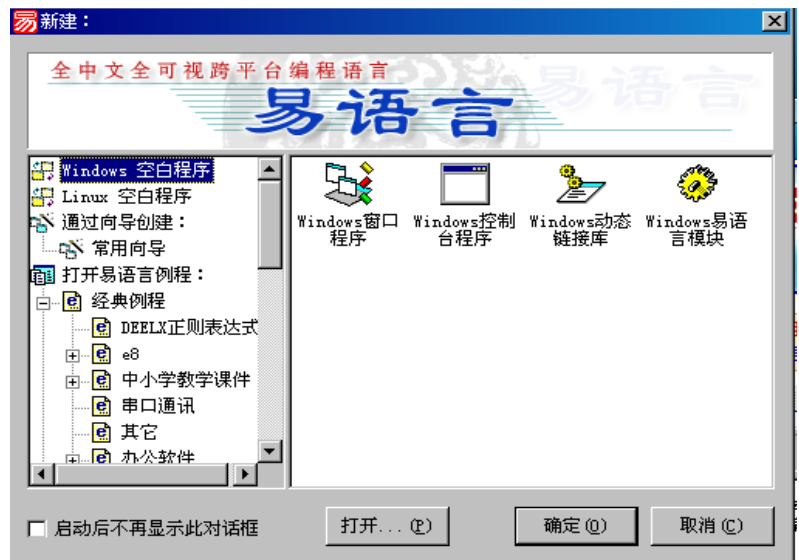 新建：
全中文全可视跨平台编程语言
易语言
易语言
Windows 空白程序
Linux 空白程序
通过向导创建：
常用向导
打开易语言例程：
经典例程
DEELX正则表达式
e8
中小学教学课件
串口通讯
其它
办公软件
Windows窗口
程序
Windows控制
台程序
Windows动态
链接库
Windows易语
言模块
启动后不再显示此对话框
打开...(P)
确定(O)
取消(C)